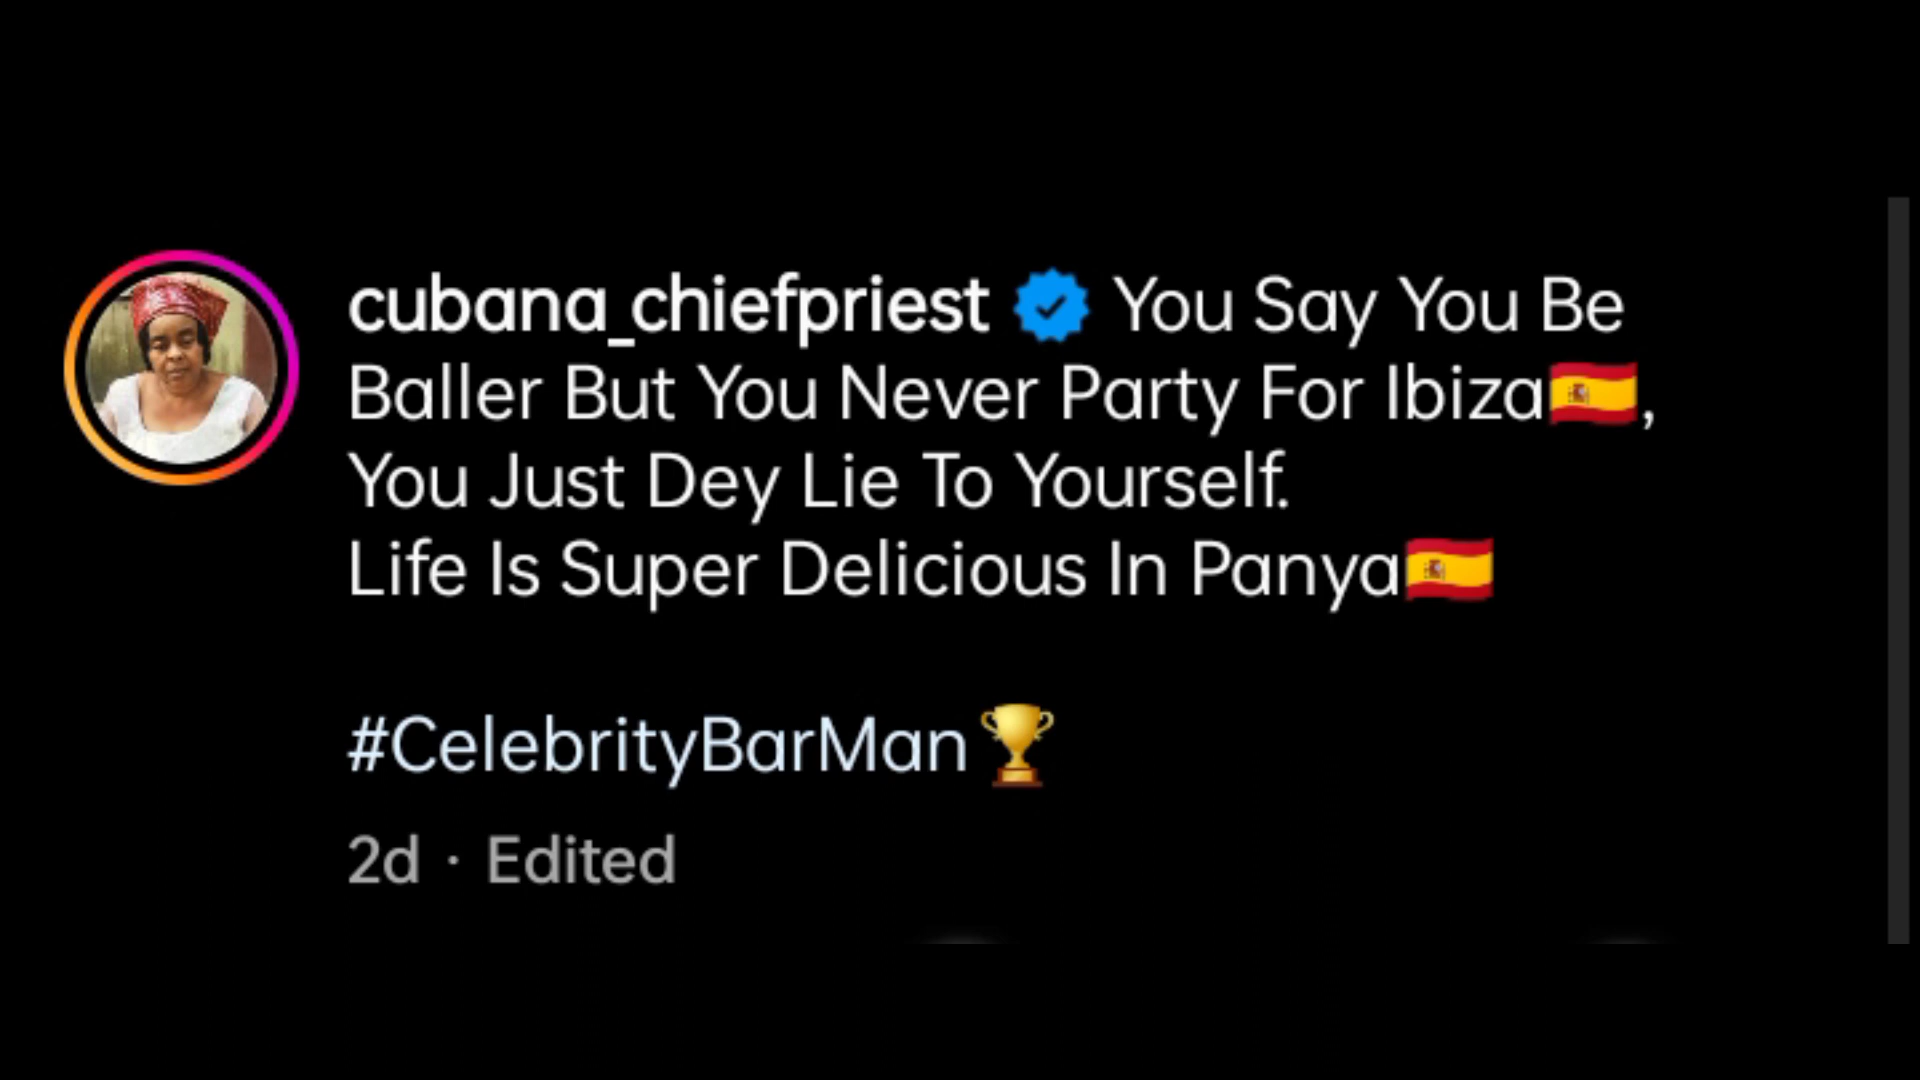 cubana_chiefpriest You Say You Be
Baller But You Never Party For Ibiza🇪🇸,
You Just Dey Lie To Yourself.
Life Is Super Delicious In Panya🇪🇸
#CelebrityBarMan🏆
2d · Edited